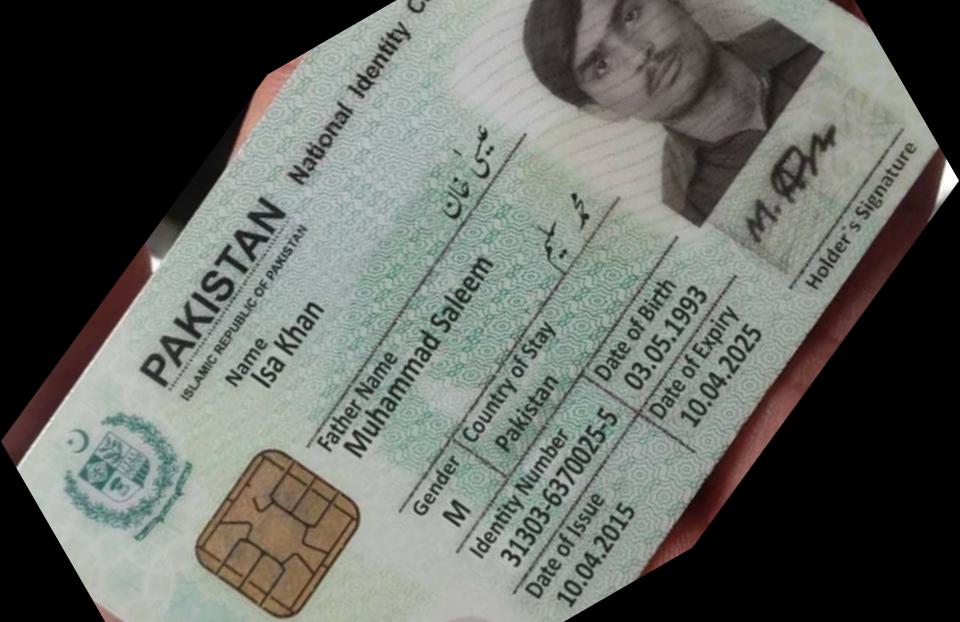 PAKISTAN National Identity
ISLAMIC REPUBLIC OF PAKISTAN
Name
Isa Khan
عیسیٰ خان
Father Name
Muhammad Saleem
محمد سلیم
Gender
M
Country of Stay
Pakistan
Identity Number
31303-6370025-5
Date of Birth
03.05.1993
Date of Issue
10.04.2015
Date of Expiry
10.04.2025
Holder's Signature